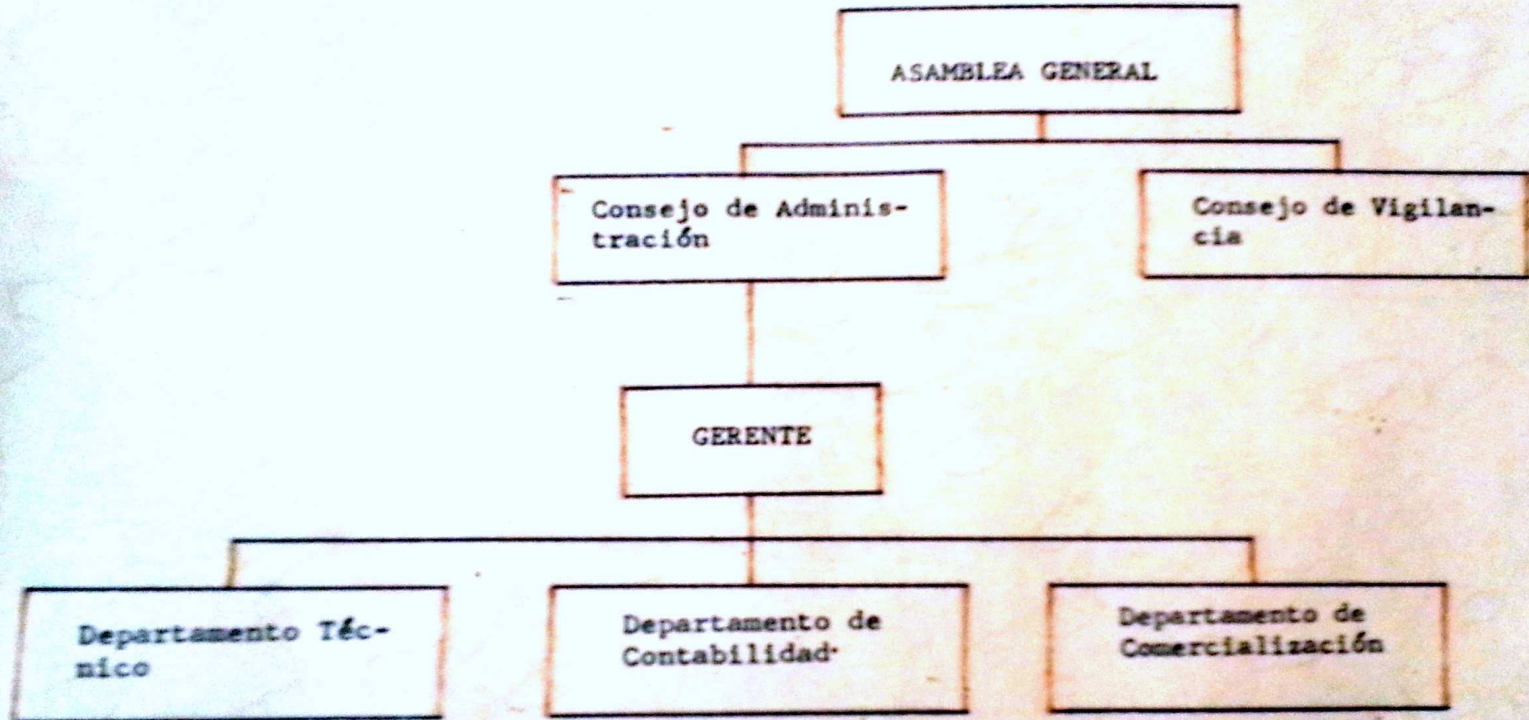 ASAMBLEA GENERAL
Consejo de Adminis-
tración
Consejo de Vigilan-
cia
GERENTE
Departamento Téc-
nico
Departamento de
Contabilidad
Departamento de
Comercialización